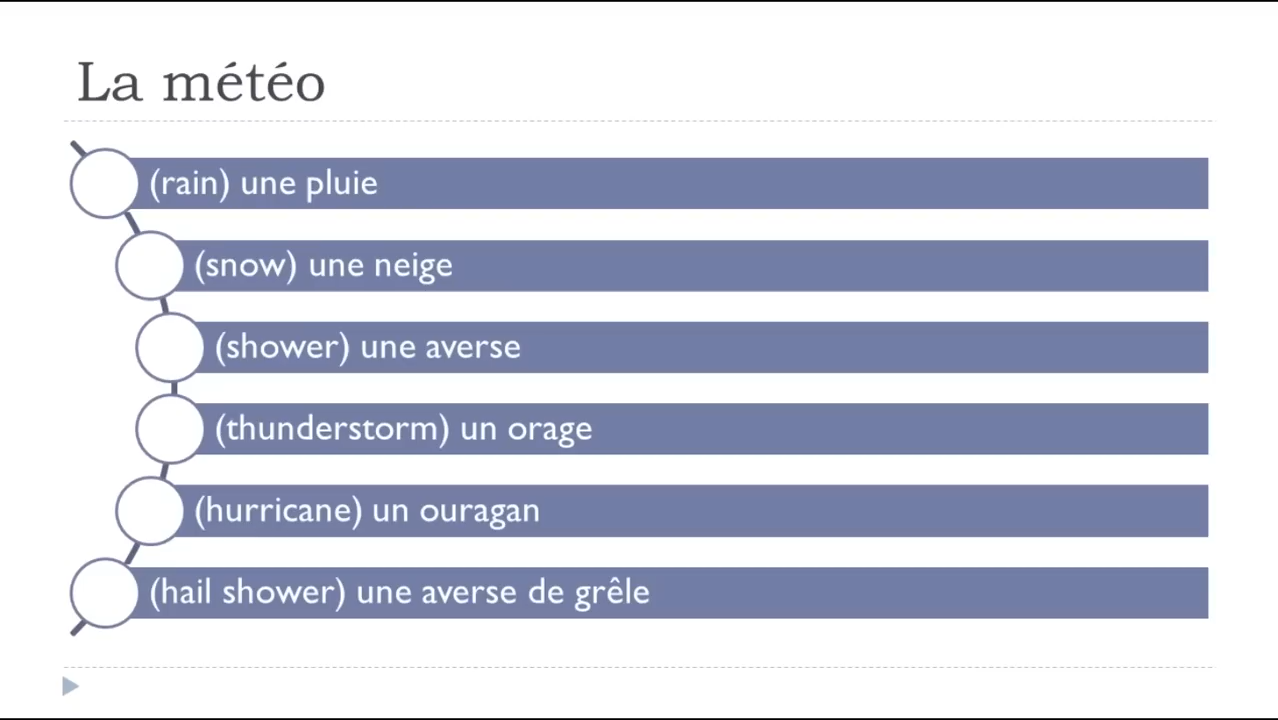 La météo
(rain) une pluie
(snow) une neige
(shower) une averse
(thunderstorm) un orage
(hurricane) un ouragan
(hail shower) une averse de grêle